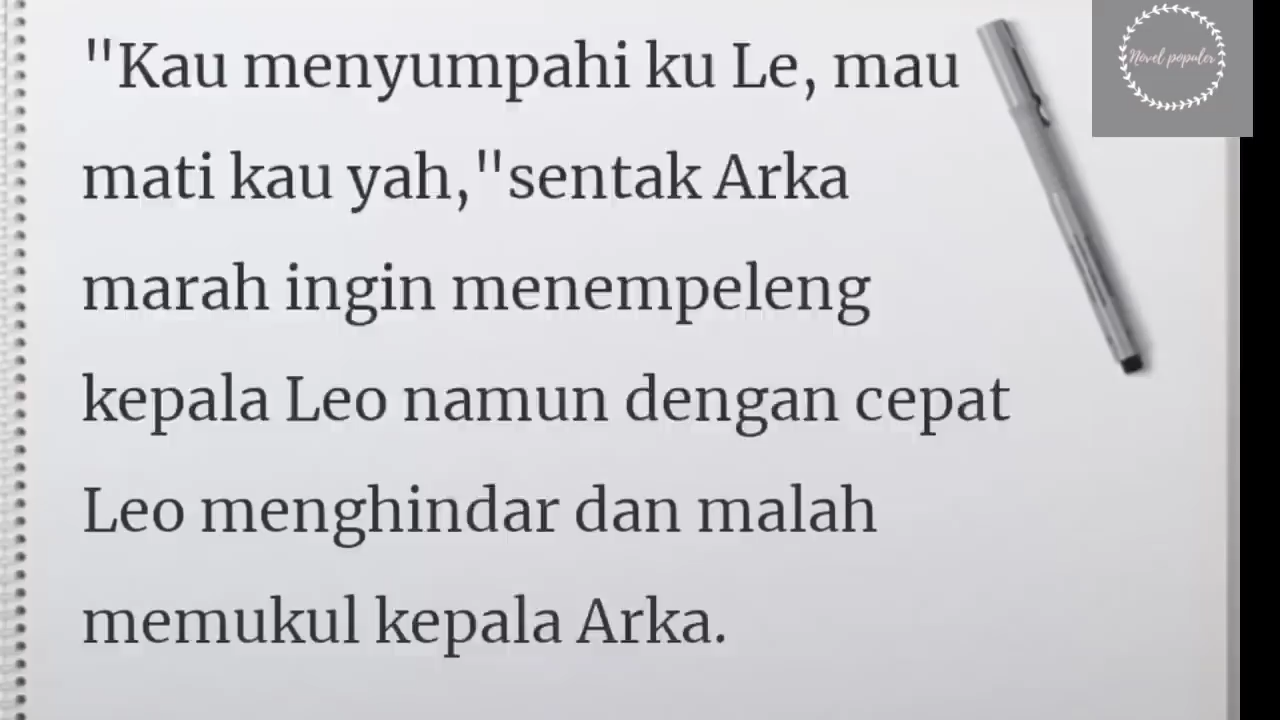 "Kau menyumpahi ku Le, mau
mati kau yah,"sentak Arka
marah ingin menempeleng
kepala Leo namun dengan cepat
Leo menghindar dan malah
memukul kepala Arka.
Novel populer